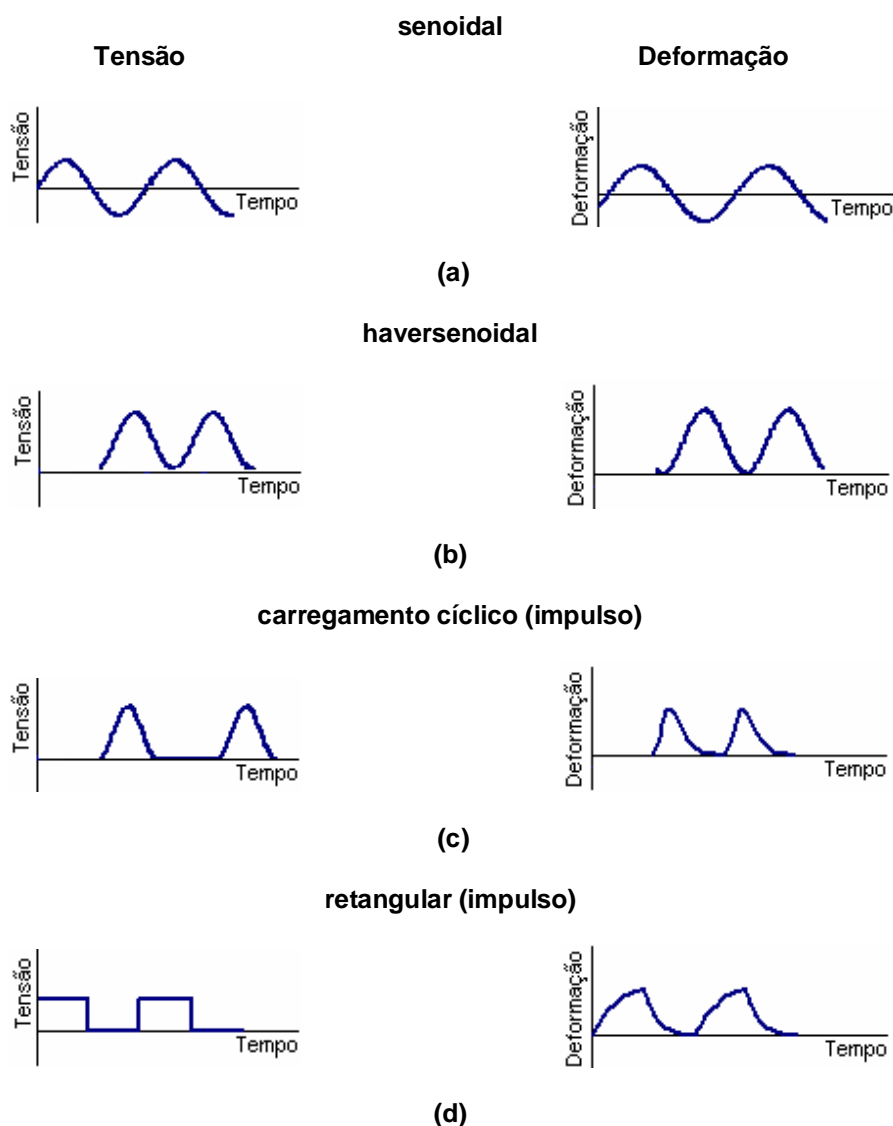 senoidal
Tensão Deformação
Tensão Tempo Deformação Tempo
(a)
haversenoidal
Tensão Tempo Deformação Tempo
(b)
carregamento cíclico (impulso)
Tensão Tempo Deformação Tempo
(c)
retangular (impulso)
Tensão Tempo Deformação Tempo
(d)